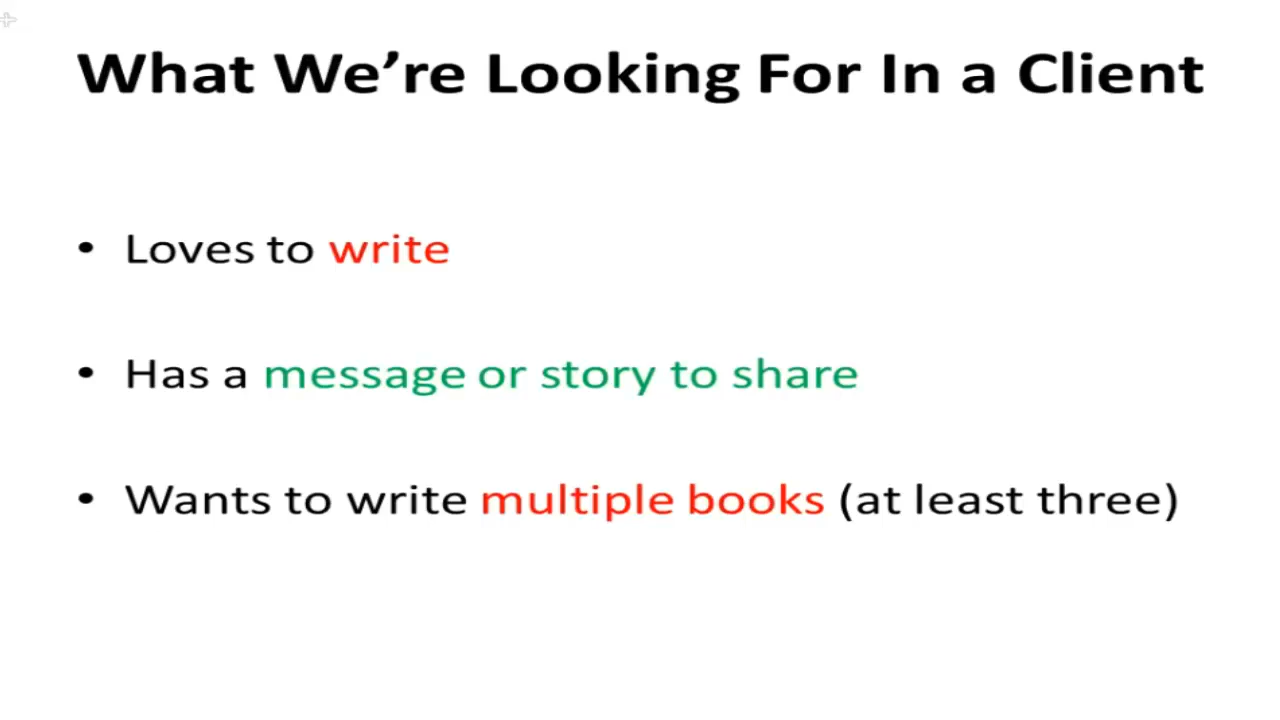 What We’re Looking For In a Client
• Loves to write
• Has a message or story to share
• Wants to write multiple books (at least three)